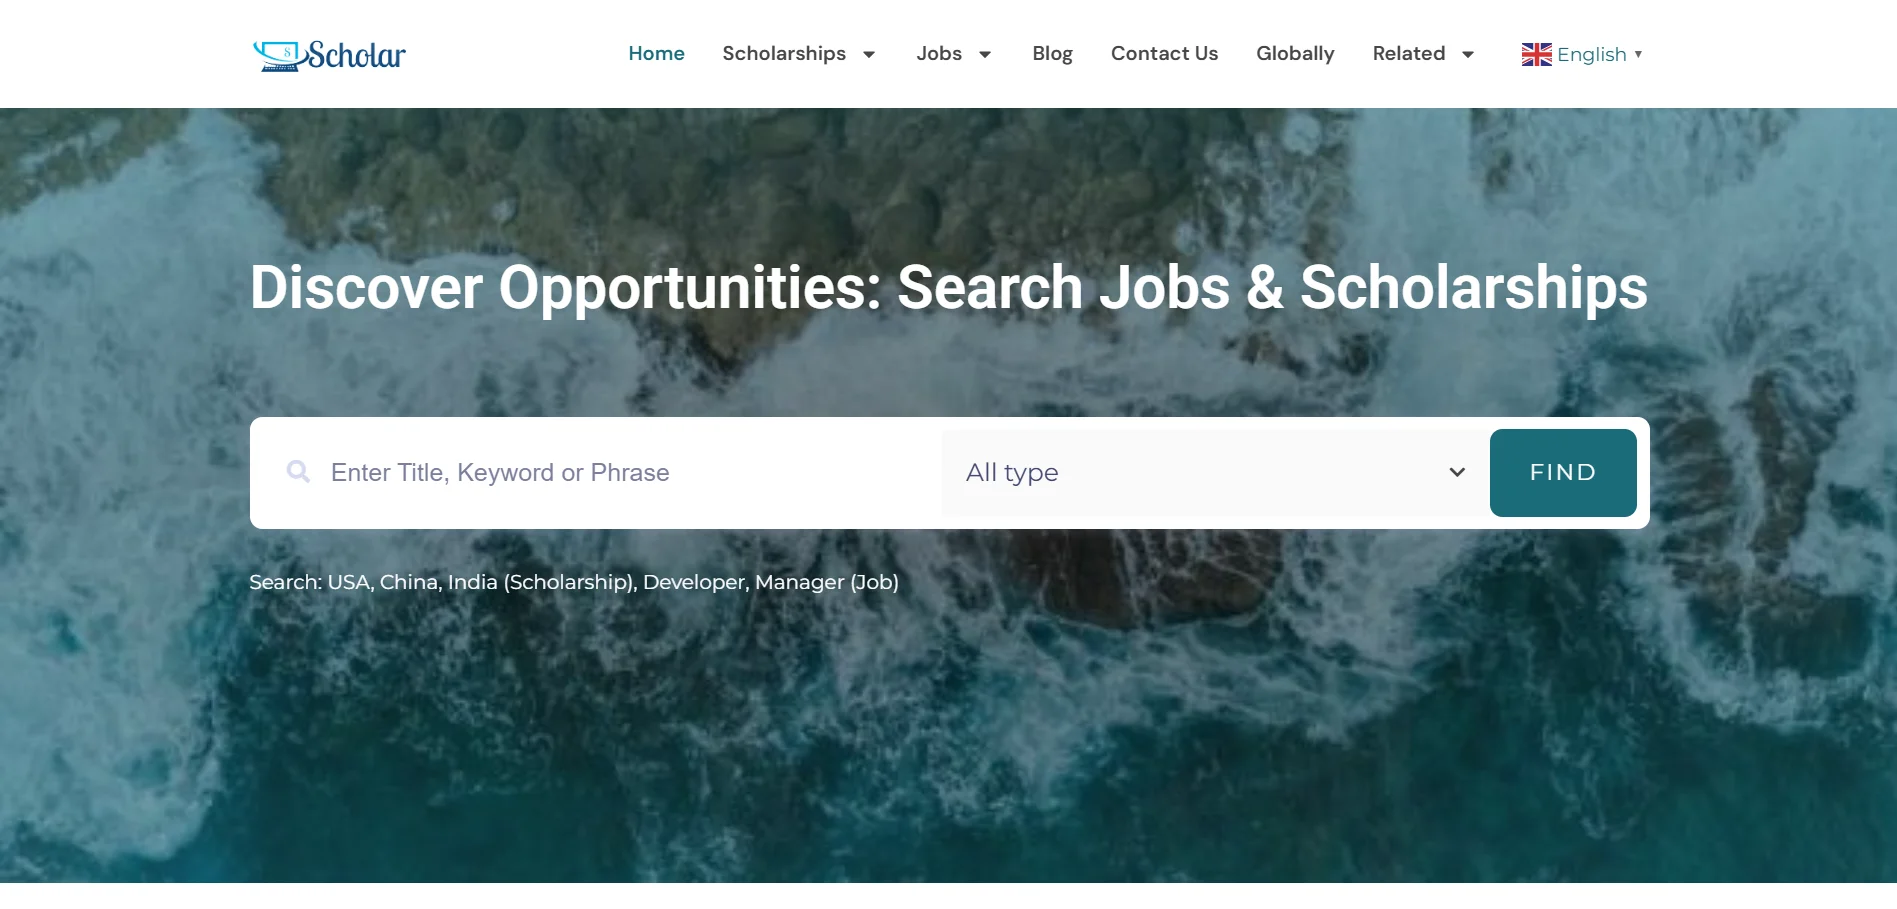 S Scholar
Home Scholarships Jobs Blog Contact Us Globally Related English
Discover Opportunities: Search Jobs & Scholarships
Enter Title, Keyword or Phrase All type FIND
Search: USA, China, India (Scholarship), Developer, Manager (Job)